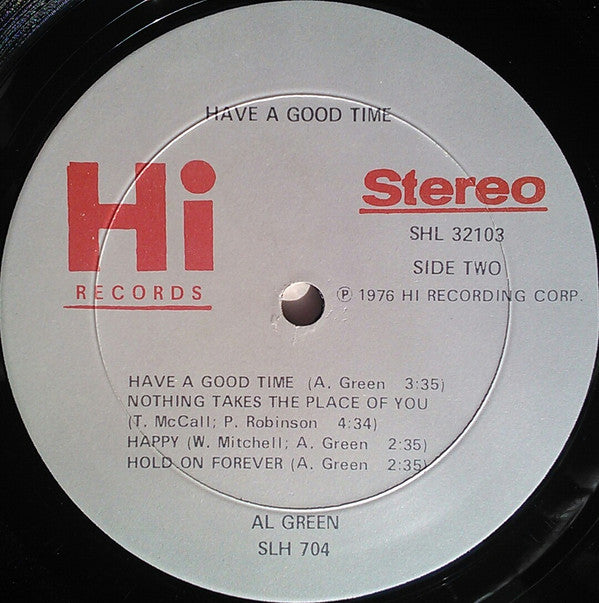 HAVE A GOOD TIME
Hi
RECORDS
Stereo
SHL 32103
SIDE TWO
℗ 1976 HI RECORDING CORP.
HAVE A GOOD TIME (A. Green 3:35)
NOTHING TAKES THE PLACE OF YOU
(T. McCall; P. Robinson 4:34)
HAPPY (W. Mitchell; A. Green 2:35)
HOLD ON FOREVER (A. Green 2:35)
AL GREEN
SLH 704